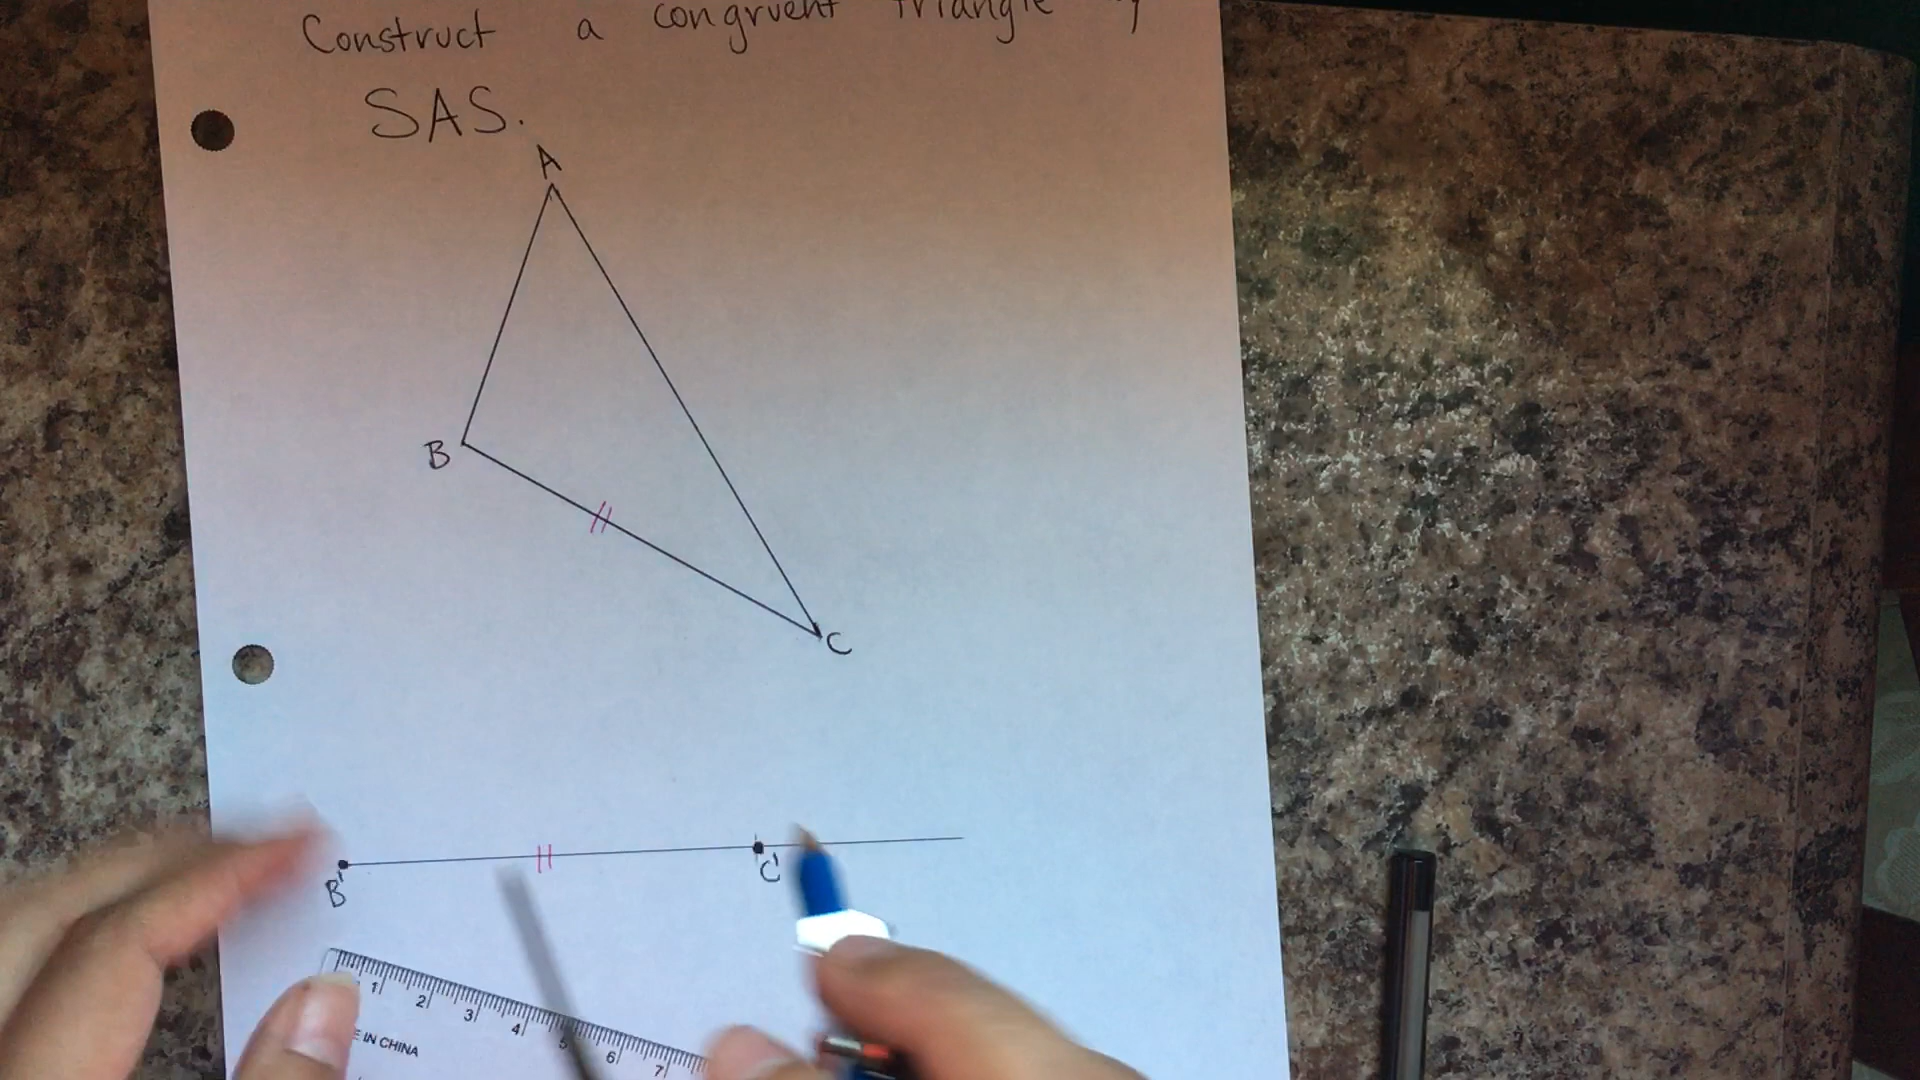 Construct a congruent triangle
SAS.
A
B
C
B'
C'
1 2 3 4 5 6 7
IN CHINA